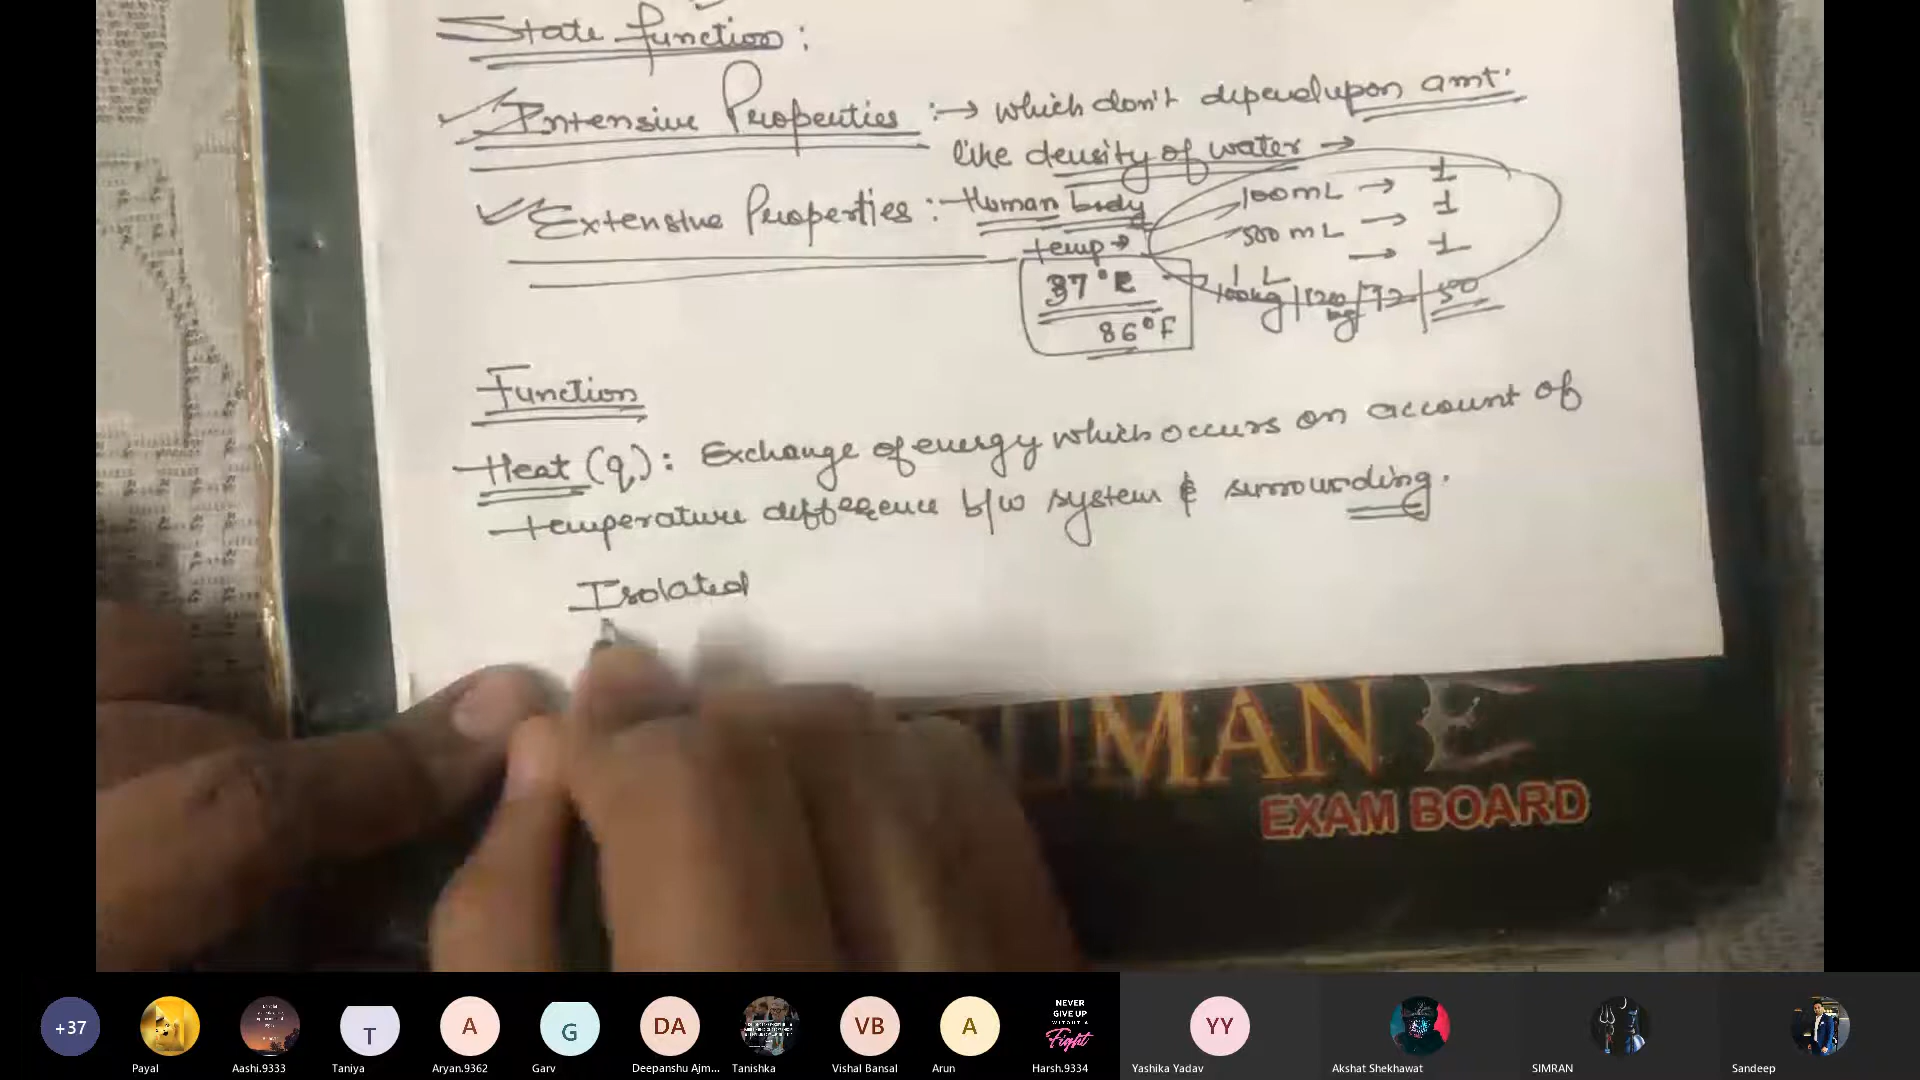 State function :
Intensive Properties :→ which don't depend upon amt.
like density of water →
Extensive Properties :- Human body
100 mL → 1
500 mL → 1
1 L → 1
temp →
37°C
86°F
100kg | 120 kg | 72 | 50
Function
Heat (q) : Exchange of energy which occurs on account of
temperature difference b/w system & surrounding.
Isolated
UMAN E
EXAM BOARD
+37
T
A
G
DA
VB
A
NEVER
GIVE UP
WITHOUT A
Fight
YY
Payal
Aashi.9333
Taniya
Aryan.9362
Garv
Deepanshu Ajm...
Tanishka
Vishal Bansal
Arun
Harsh.9334
Yashika Yadav
Akshat Shekhawat
SIMRAN
Sandeep